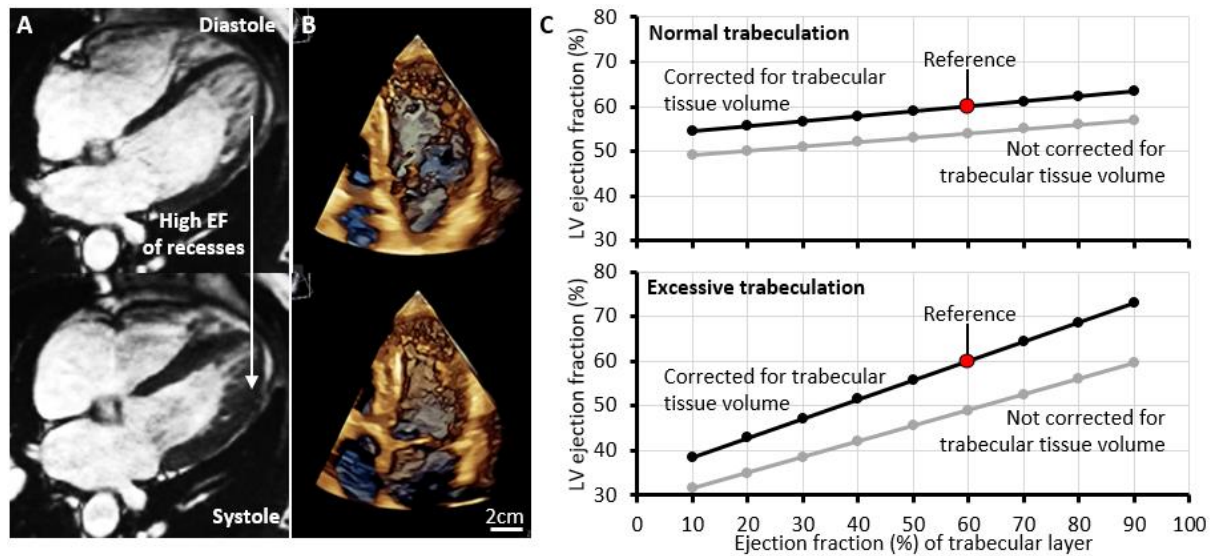 A
Diastole
High EF
of recesses
Systole
B
2cm
C
LV ejection fraction (%)
80
70
60
50
40
30
Normal trabeculation
Corrected for trabecular
tissue volume
Reference
Not corrected for
trabecular tissue volume
LV ejection fraction (%)
80
70
60
50
40
30
Excessive trabeculation
Reference
Corrected for trabecular
tissue volume
Not corrected for
trabecular tissue volume
0 10 20 30 40 50 60 70 80 90 100
Ejection fraction (%) of trabecular layer